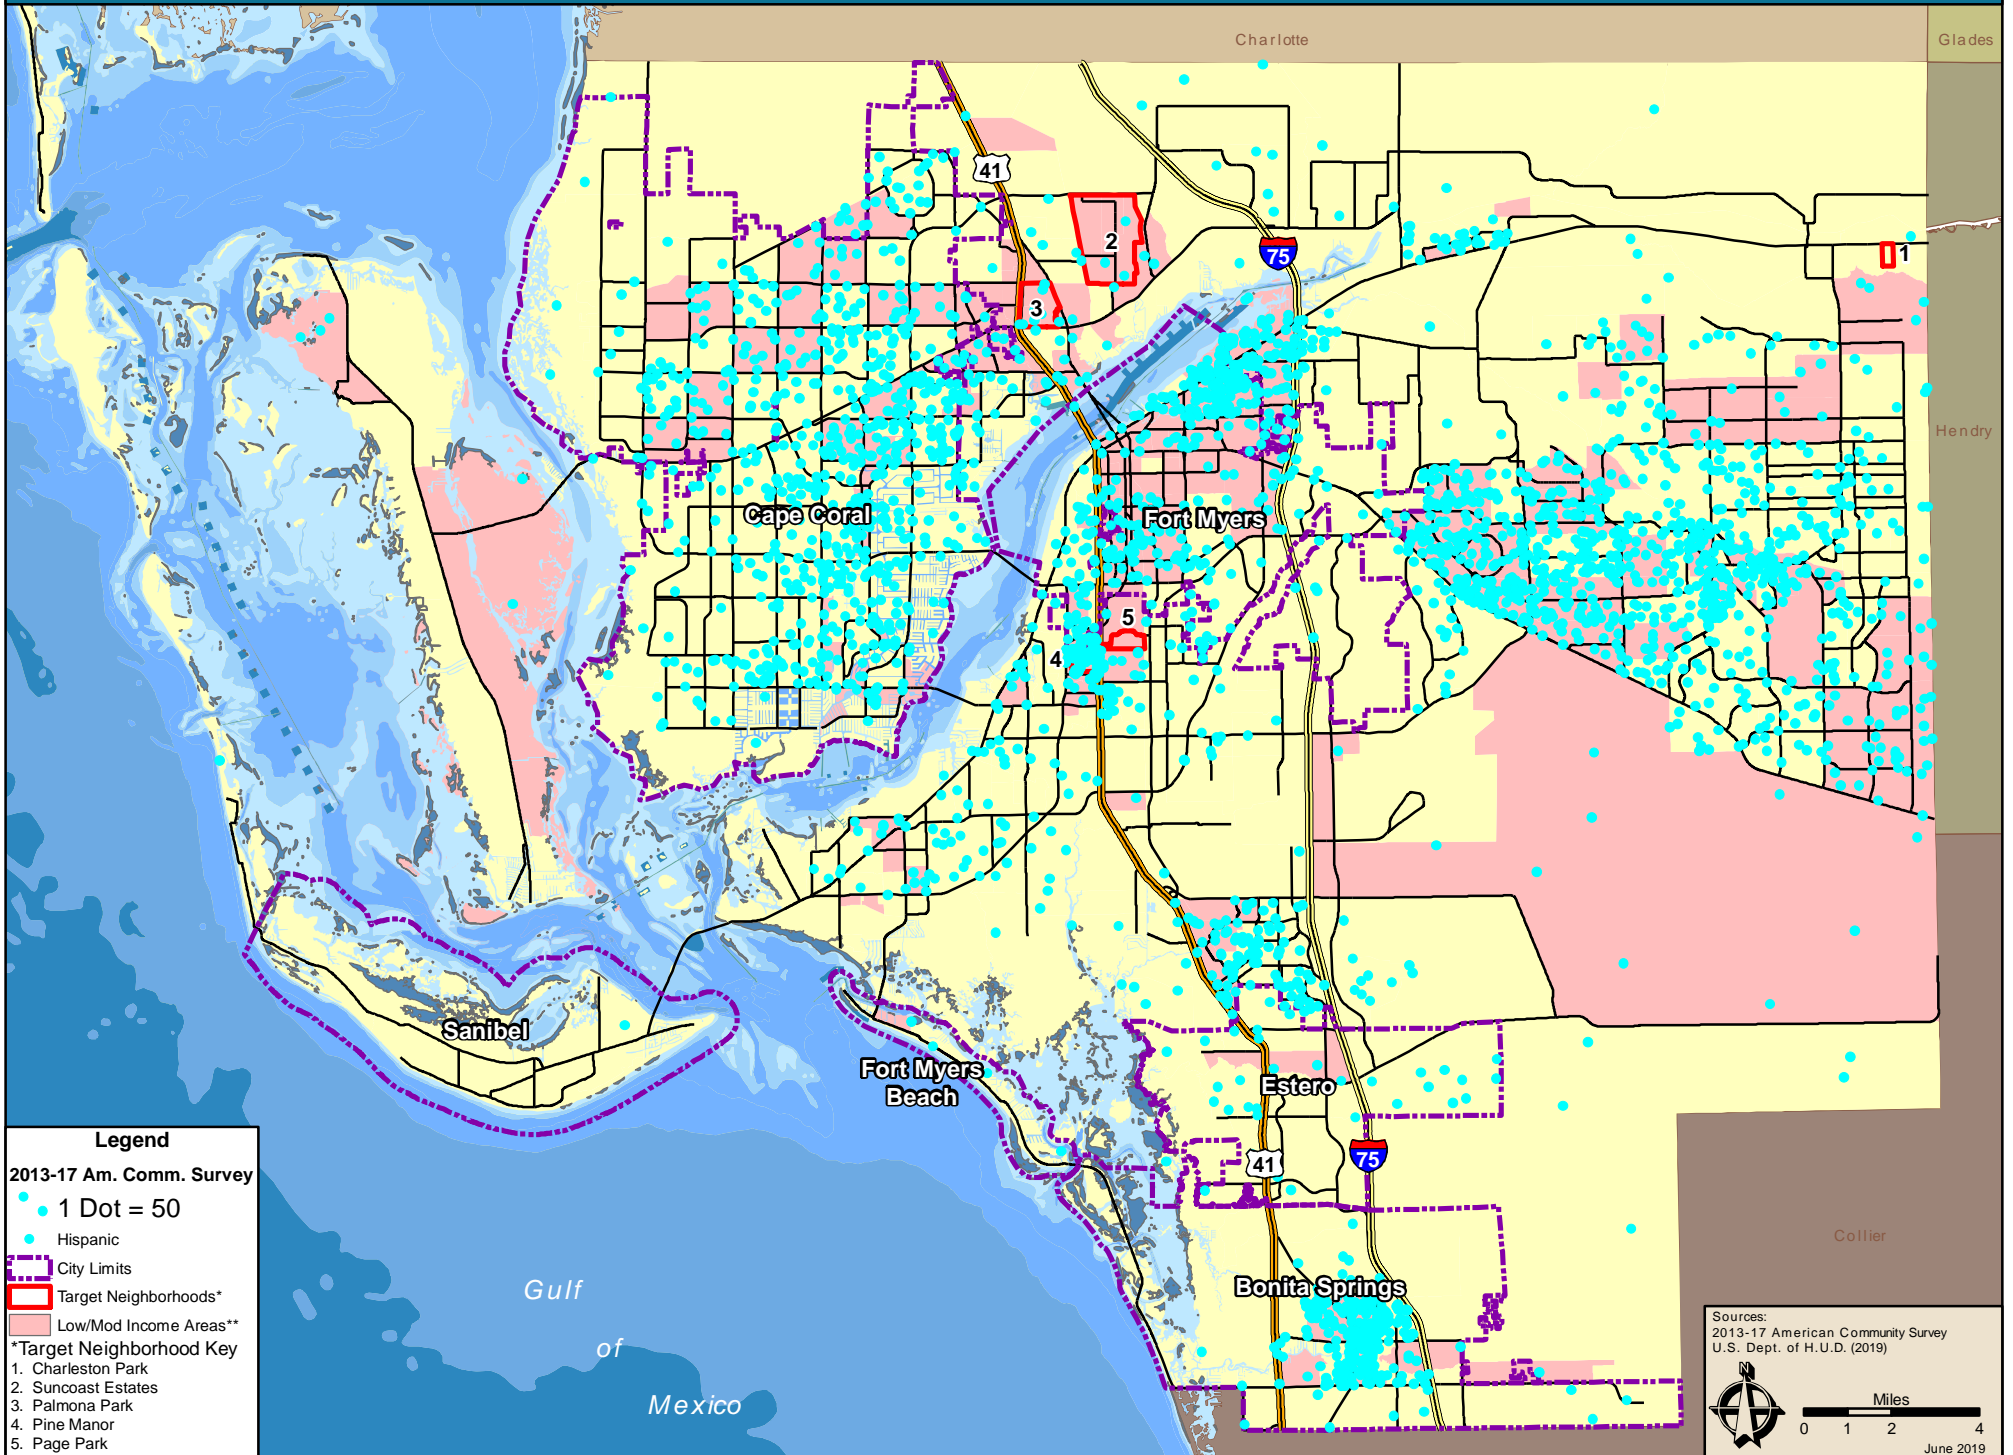 Charlotte
Glades
41
2
75
1
3
Hendry
Cape Coral
Fort Myers
5
4
Sanibel
Fort Myers
Beach
Estero
41
75
Collier
Bonita Springs
Gulf
of
Mexico
Legend
2013-17 Am. Comm. Survey
1 Dot = 50
Hispanic
City Limits
Target Neighborhoods*
Low/Mod Income Areas**
*Target Neighborhood Key
1. Charleston Park
2. Suncoast Estates
3. Palmona Park
4. Pine Manor
5. Page Park
Sources:
2013-17 American Community Survey
U.S. Dept. of H.U.D. (2019)
N
Miles
0 1 2 4
June 2019